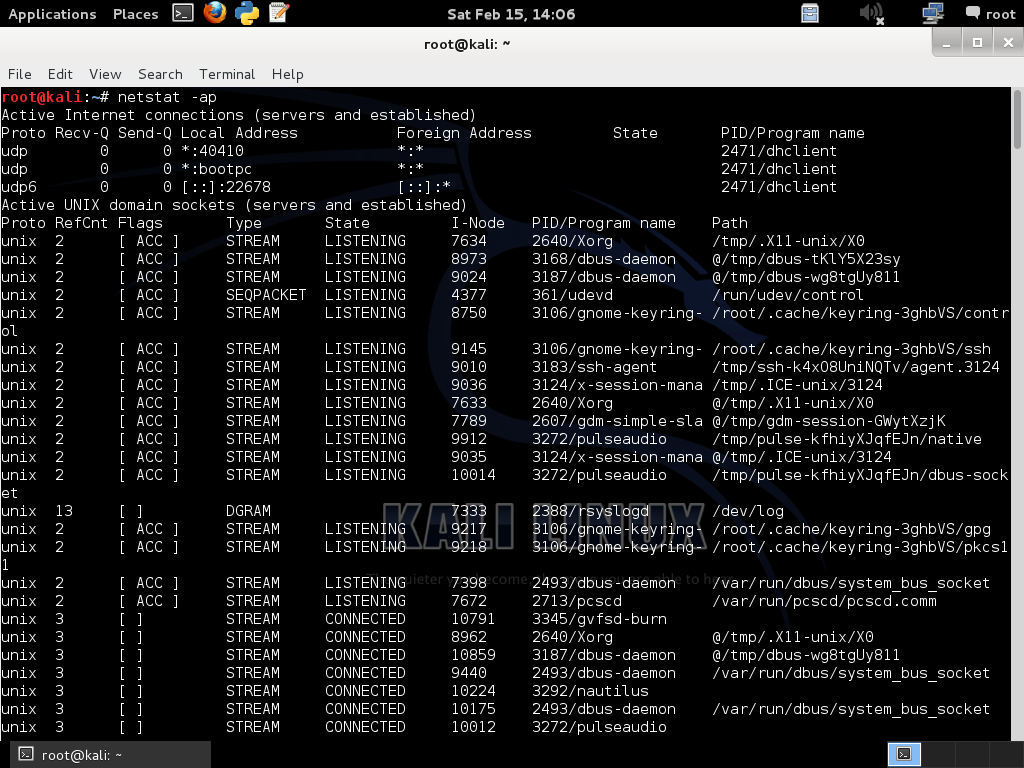 Applications Places Sat Feb 15, 14:06 root
root@kali: ~
File Edit View Search Terminal Help
root@kali:~# netstat -ap
Active Internet connections (servers and established)
Proto Recv-Q Send-Q Local Address Foreign Address State PID/Program name
udp 0 0 *:40410 *:* 2471/dhclient
udp 0 0 *:bootpc *:* 2471/dhclient
udp6 0 0 [::]:22678 [::]:* 2471/dhclient
Active UNIX domain sockets (servers and established)
Proto RefCnt Flags Type State I-Node PID/Program name Path
unix 2 [ ACC ] STREAM LISTENING 7634 2640/Xorg /tmp/.X11-unix/X0
unix 2 [ ACC ] STREAM LISTENING 8973 3168/dbus-daemon @/tmp/dbus-tKlY5X23sy
unix 2 [ ACC ] STREAM LISTENING 9024 3187/dbus-daemon @/tmp/dbus-wg8tgUy811
unix 2 [ ACC ] SEQPACKET LISTENING 4377 361/udevd /run/udev/control
unix 2 [ ACC ] STREAM LISTENING 8750 3106/gnome-keyring- /root/.cache/keyring-3ghbVS/contr
ol
unix 2 [ ACC ] STREAM LISTENING 9145 3106/gnome-keyring- /root/.cache/keyring-3ghbVS/ssh
unix 2 [ ACC ] STREAM LISTENING 9010 3183/ssh-agent /tmp/ssh-k4xO8UniNQTv/agent.3124
unix 2 [ ACC ] STREAM LISTENING 9036 3124/x-session-mana /tmp/.ICE-unix/3124
unix 2 [ ACC ] STREAM LISTENING 7633 2640/Xorg @/tmp/.X11-unix/X0
unix 2 [ ACC ] STREAM LISTENING 7789 2607/gdm-simple-sla @/tmp/gdm-session-GWytXzjK
unix 2 [ ACC ] STREAM LISTENING 9912 3272/pulseaudio /tmp/pulse-kfhiyXJqfEJn/native
unix 2 [ ACC ] STREAM LISTENING 9035 3124/x-session-mana @/tmp/.ICE-unix/3124
unix 2 [ ACC ] STREAM LISTENING 10014 3272/pulseaudio /tmp/pulse-kfhiyXJqfEJn/dbus-sock
et
unix 13 [ ] DGRAM 7333 2388/rsyslogd /dev/log
unix 2 [ ACC ] STREAM LISTENING 9217 3106/gnome-keyring- /root/.cache/keyring-3ghbVS/gpg
unix 2 [ ACC ] STREAM LISTENING 9218 3106/gnome-keyring- /root/.cache/keyring-3ghbVS/pkcs1
1
unix 2 [ ACC ] STREAM LISTENING 7398 2493/dbus-daemon /var/run/dbus/system_bus_socket
unix 2 [ ACC ] STREAM LISTENING 7672 2713/pcscd /var/run/pcscd/pcscd.comm
unix 3 [ ] STREAM CONNECTED 10791 3345/gvfsd-burn
unix 3 [ ] STREAM CONNECTED 8962 2640/Xorg @/tmp/.X11-unix/X0
unix 3 [ ] STREAM CONNECTED 10859 3187/dbus-daemon @/tmp/dbus-wg8tgUy811
unix 3 [ ] STREAM CONNECTED 9440 2493/dbus-daemon /var/run/dbus/system_bus_socket
unix 3 [ ] STREAM CONNECTED 10224 3292/nautilus
unix 3 [ ] STREAM CONNECTED 10175 2493/dbus-daemon /var/run/dbus/system_bus_socket
unix 3 [ ] STREAM CONNECTED 10012 3272/pulseaudio
KALI LINUX
root@kali: ~